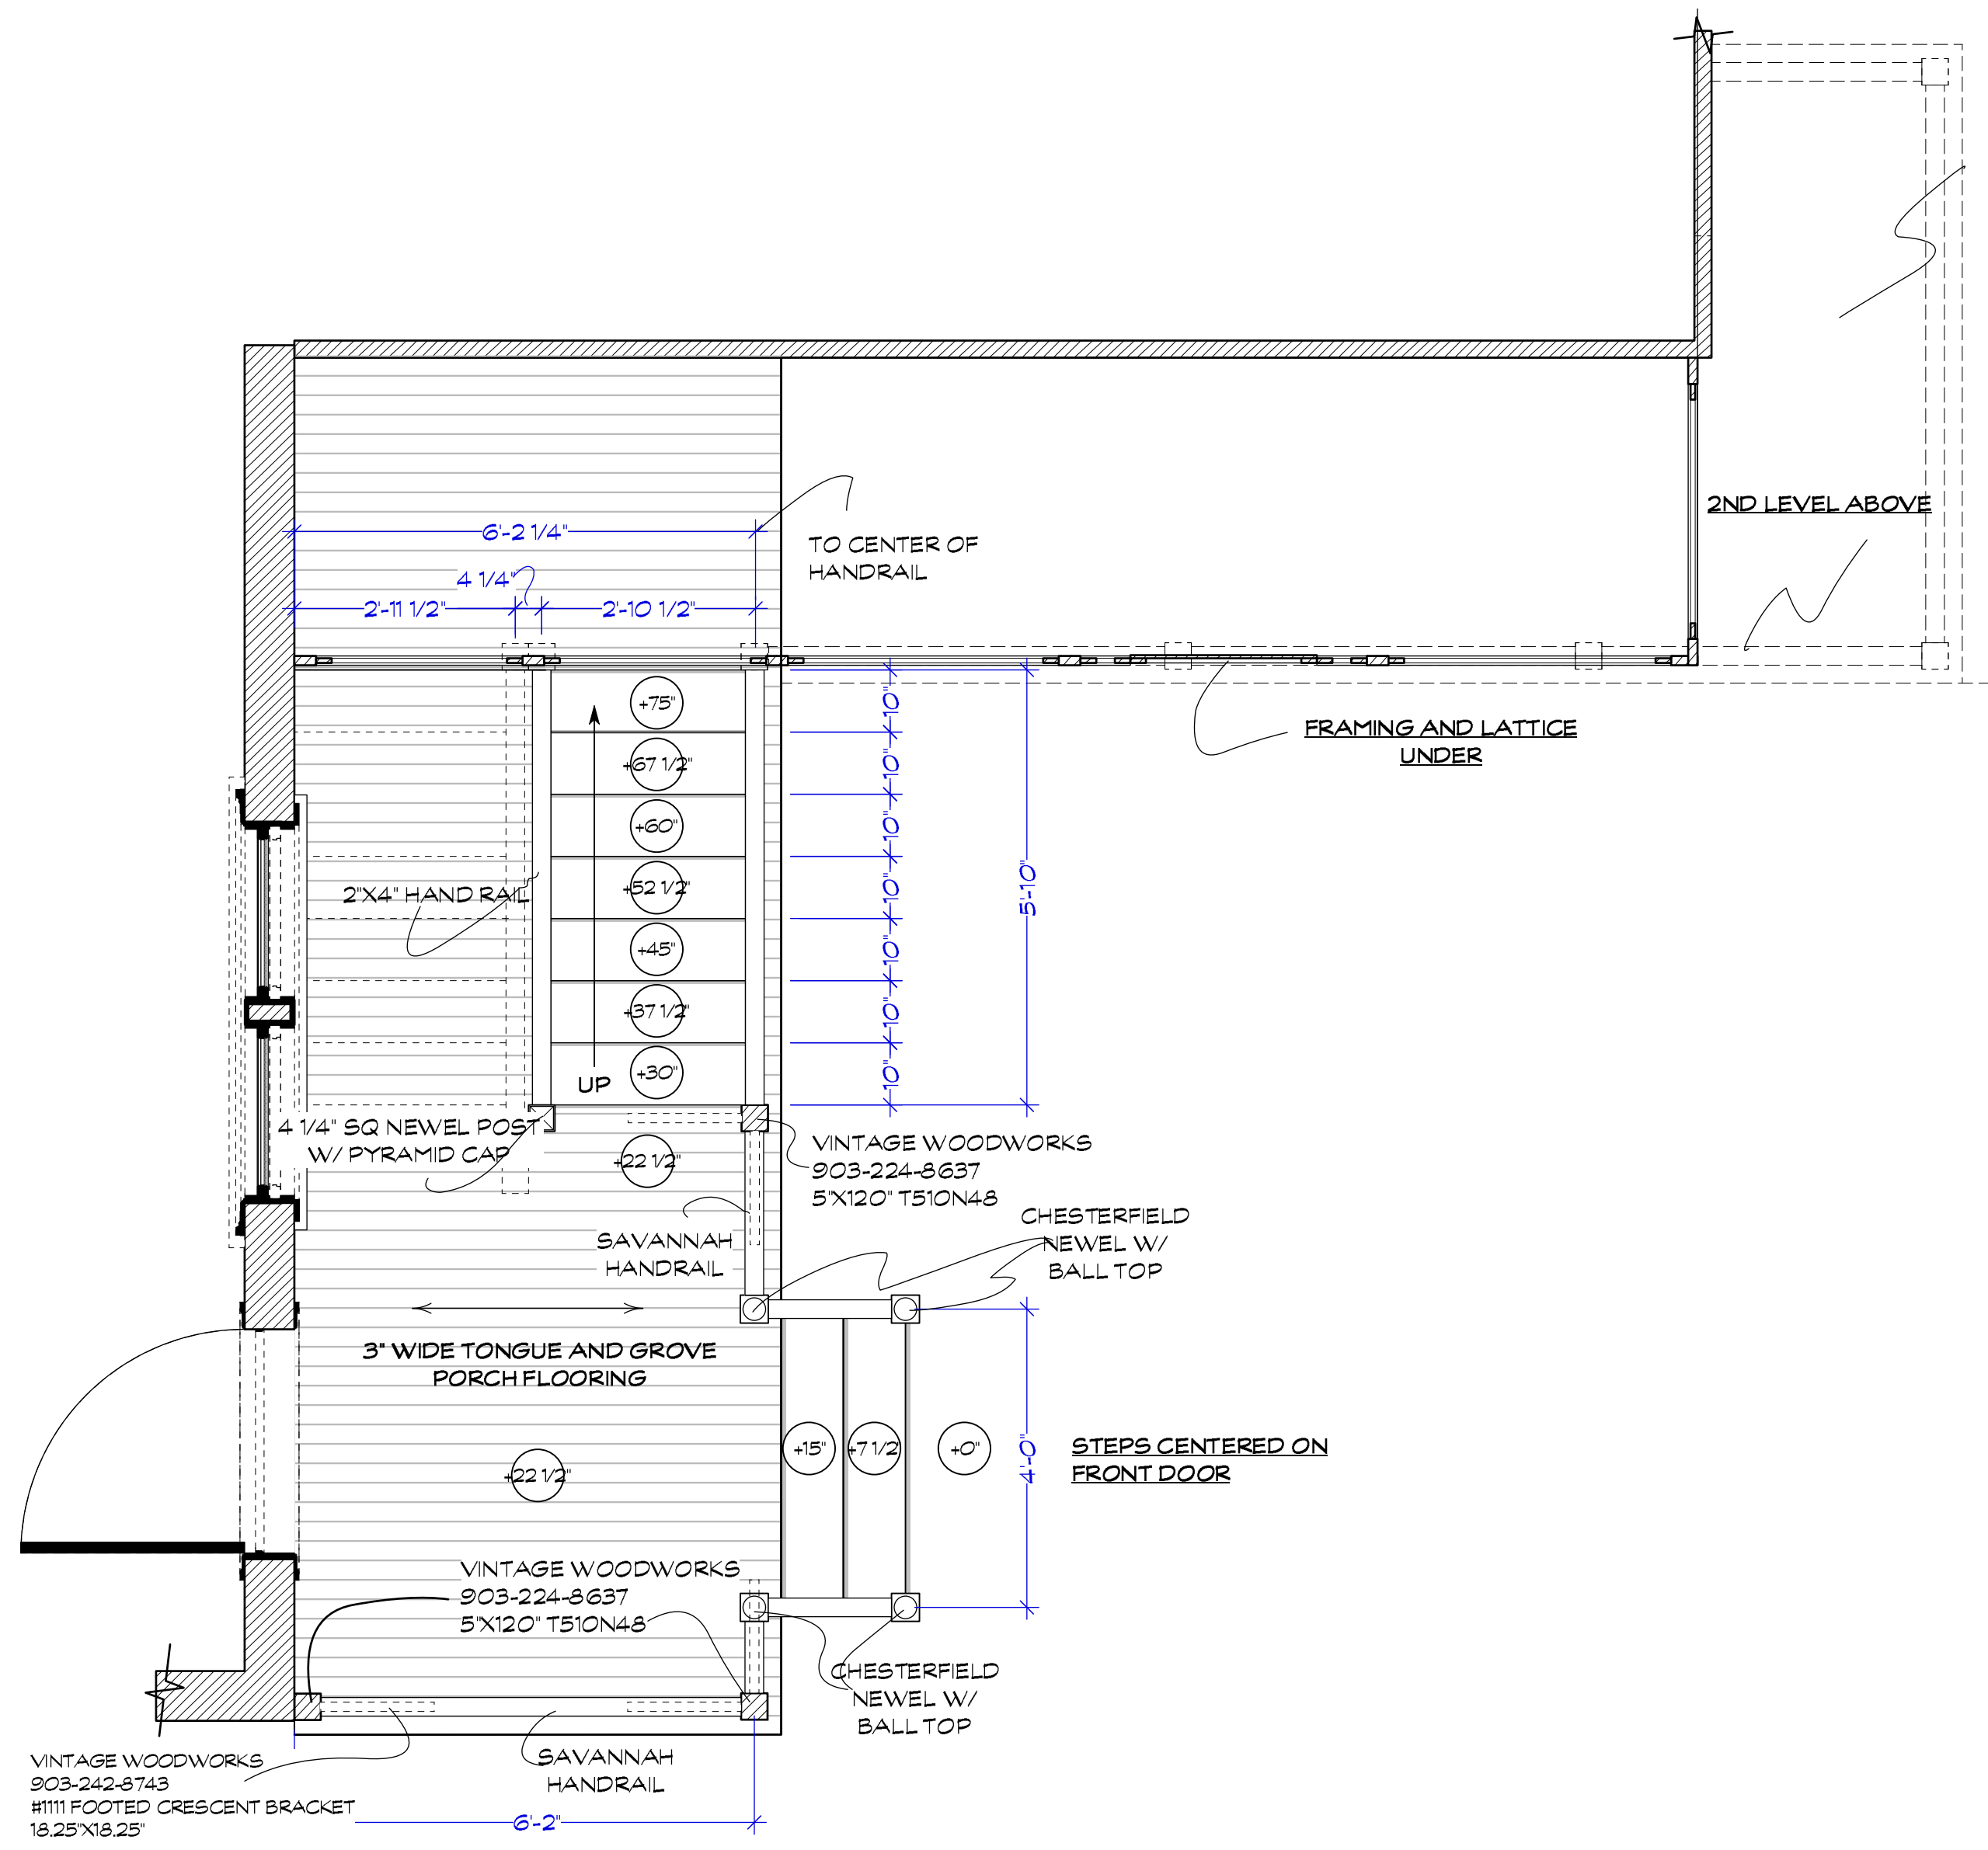 2ND LEVEL ABOVE
6'-2 1/4"
TO CENTER OF
HANDRAIL
4 1/4"
2'-11 1/2"
2'-10 1/2"
+75"
10"
FRAMING AND LATTICE
UNDER
+67 1/2"
10"
+60"
10"
2"X4" HAND RAIL
+52 1/2"
10"
5'-10"
+45"
10"
+37 1/2"
10"
+30"
10"
UP
4 1/4" SQ NEWEL POST
W/ PYRAMID CAP
+22 1/2"
VINTAGE WOODWORKS
903-224-8637
5"X120" T510N48
SAVANNAH
HANDRAIL
CHESTERFIELD
NEWEL W/
BALL TOP
3" WIDE TONGUE AND GROVE
PORCH FLOORING
+15"
+7 1/2
+0"
4'-0"
STEPS CENTERED ON
FRONT DOOR
+22 1/2"
VINTAGE WOODWORKS
903-224-8637
5"X120" T510N48
CHESTERFIELD
NEWEL W/
BALL TOP
SAVANNAH
HANDRAIL
VINTAGE WOODWORKS
903-242-8743
#1111 FOOTED CRESCENT BRACKET
18.25"X18.25"
6'-2"